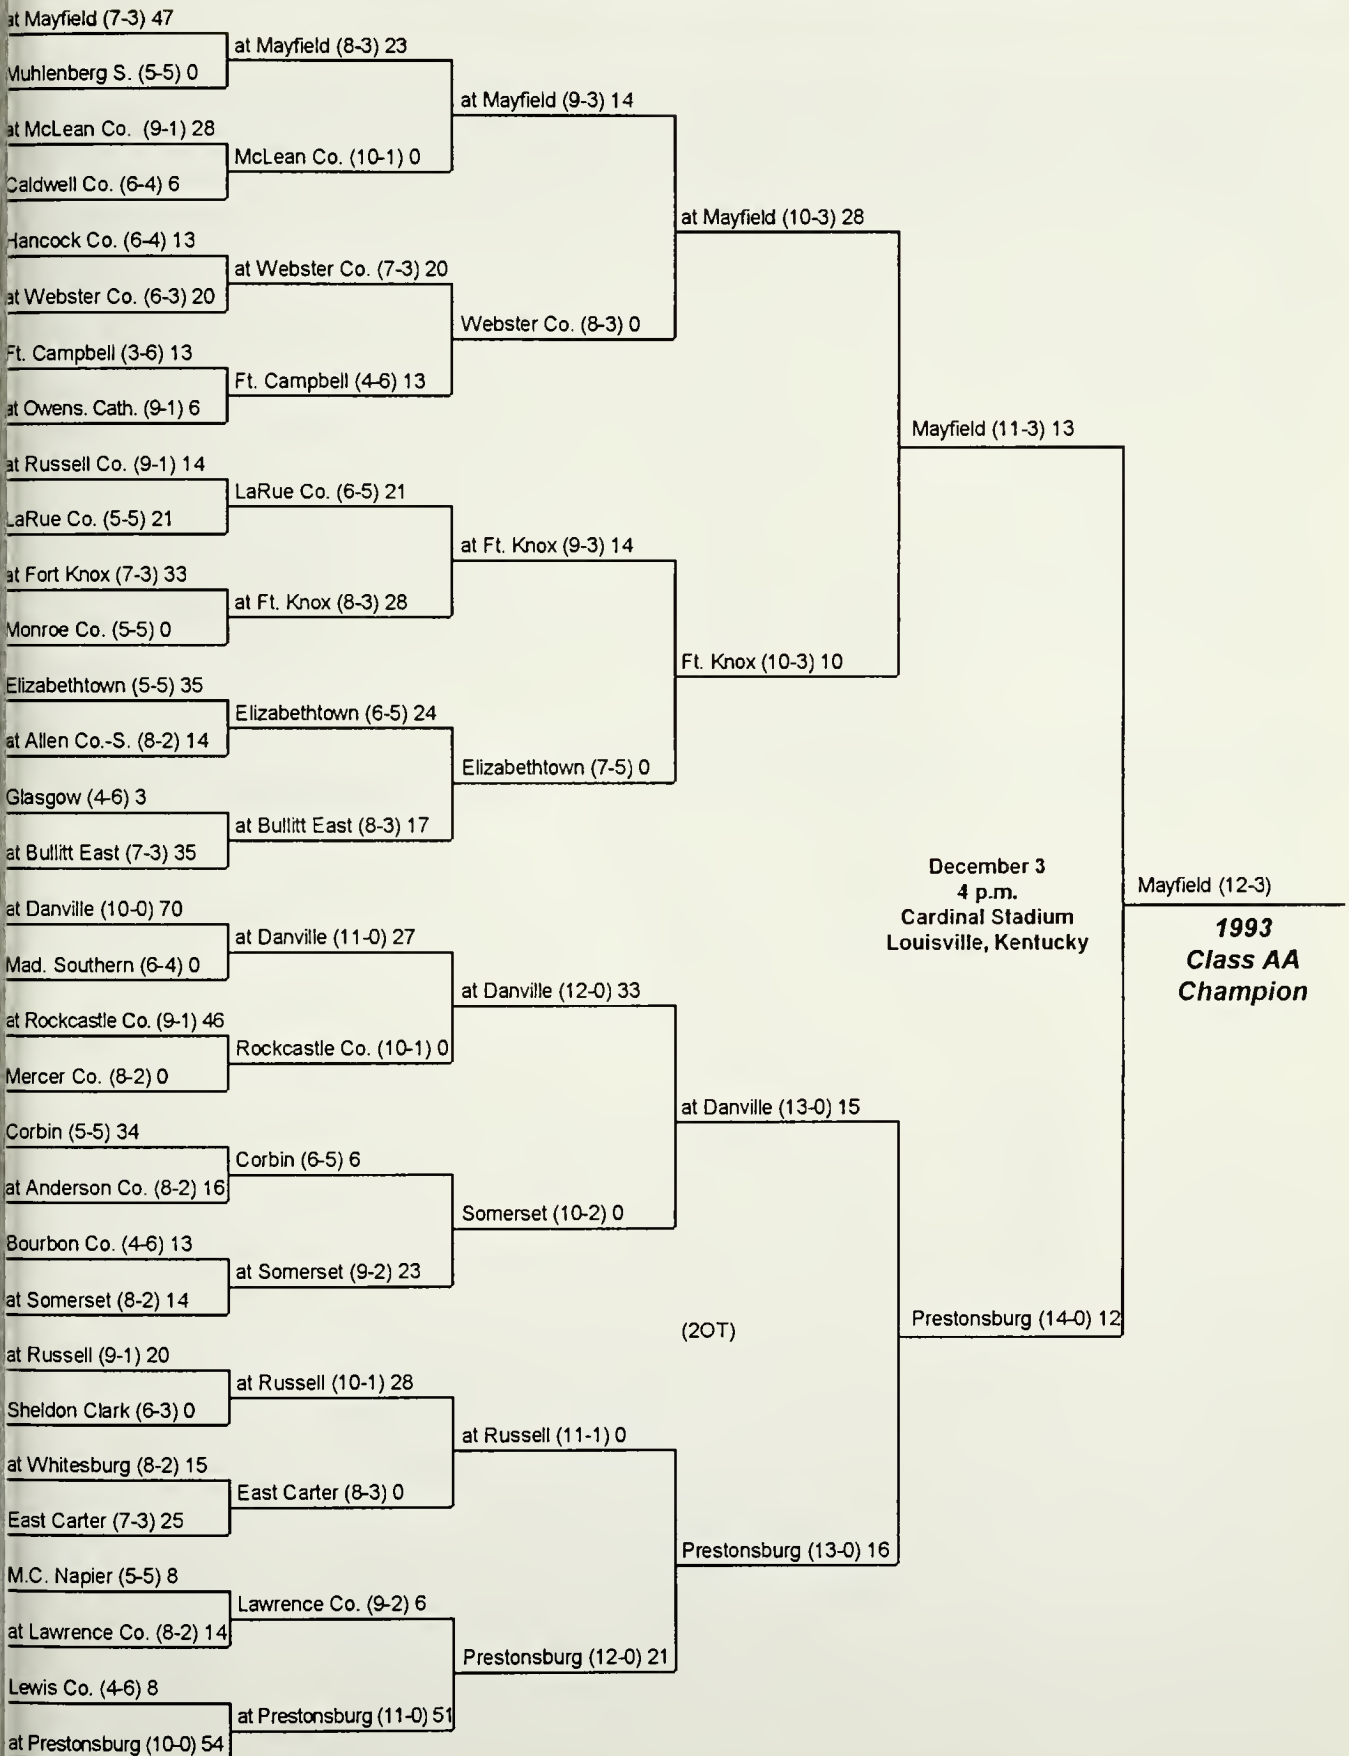 at Mayfield (7-3) 47
Muhlenberg S. (5-5) 0
at McLean Co. (9-1) 28
Caldwell Co. (6-4) 6
Hancock Co. (6-4) 13
at Webster Co. (6-3) 20
Ft. Campbell (3-6) 13
at Owens. Cath. (9-1) 6
at Russell Co. (9-1) 14
LaRue Co. (5-5) 21
at Fort Knox (7-3) 33
Monroe Co. (5-5) 0
Elizabethtown (5-5) 35
at Allen Co.-S. (8-2) 14
Glasgow (4-6) 3
at Bullitt East (7-3) 35
at Danville (10-0) 70
Mad. Southern (6-4) 0
at Rockcastle Co. (9-1) 46
Mercer Co. (8-2) 0
Corbin (5-5) 34
at Anderson Co. (8-2) 16
Bourbon Co. (4-6) 13
at Somerset (8-2) 14
at Russell (9-1) 20
Sheldon Clark (6-3) 0
at Whitesburg (8-2) 15
East Carter (7-3) 25
M.C. Napier (5-5) 8
at Lawrence Co. (8-2) 14
Lewis Co. (4-6) 8
at Prestonsburg (10-0) 54
at Mayfield (8-3) 23
McLean Co. (10-1) 0
at Webster Co. (7-3) 20
Ft. Campbell (4-6) 13
LaRue Co. (6-5) 21
at Ft. Knox (8-3) 28
Elizabethtown (6-5) 24
at Bullitt East (8-3) 17
at Danville (11-0) 27
Rockcastle Co. (10-1) 0
Corbin (6-5) 6
at Somerset (9-2) 23
at Russell (10-1) 28
East Carter (8-3) 0
Lawrence Co. (9-2) 6
at Prestonsburg (11-0) 51
at Mayfield (9-3) 14
Webster Co. (8-3) 0
at Ft. Knox (9-3) 14
Elizabethtown (7-5) 0
at Danville (12-0) 33
Somerset (10-2) 0
at Russell (11-1) 0
Prestonsburg (12-0) 21
at Mayfield (10-3) 28
Ft. Knox (10-3) 10
at Danville (13-0) 15
(2OT)
Prestonsburg (13-0) 16
Mayfield (11-3) 13
Prestonsburg (14-0) 12
December 3
4 p.m.
Cardinal Stadium
Louisville, Kentucky
Mayfield (12-3)
1993
Class AA
Champion